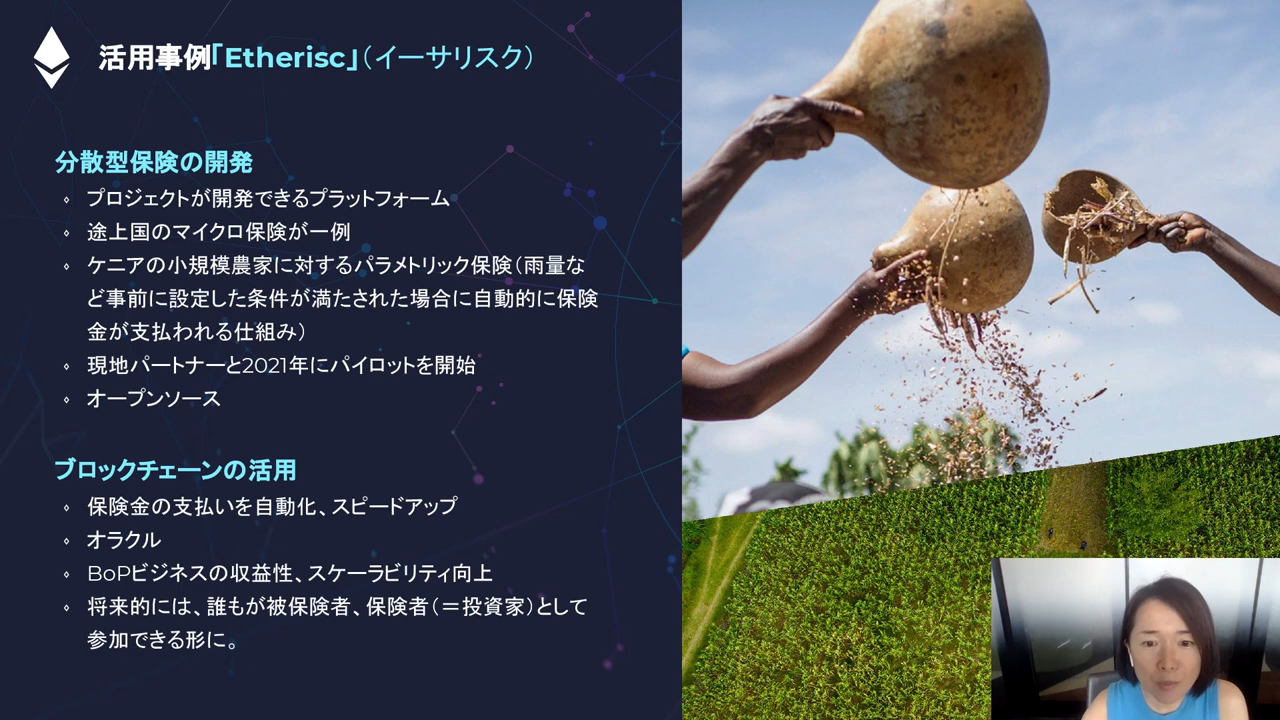 活用事例「Etherisc」（イーサリスク）
分散型保険の開発
プロジェクトが開発できるプラットフォーム
途上国のマイクロ保険が一例
ケニアの小規模農家に対するパラメトリック保険（雨量な
ど事前に設定した条件が満たされた場合に自動的に保険
金が支払われる仕組み）
現地パートナーと2021年にパイロットを開始
オープンソース
ブロックチェーンの活用
保険金の支払いを自動化、スピードアップ
オラクル
BoPビジネスの収益性、スケーラビリティ向上
将来的には、誰もが被保険者、保険者（＝投資家）として
参加できる形に。